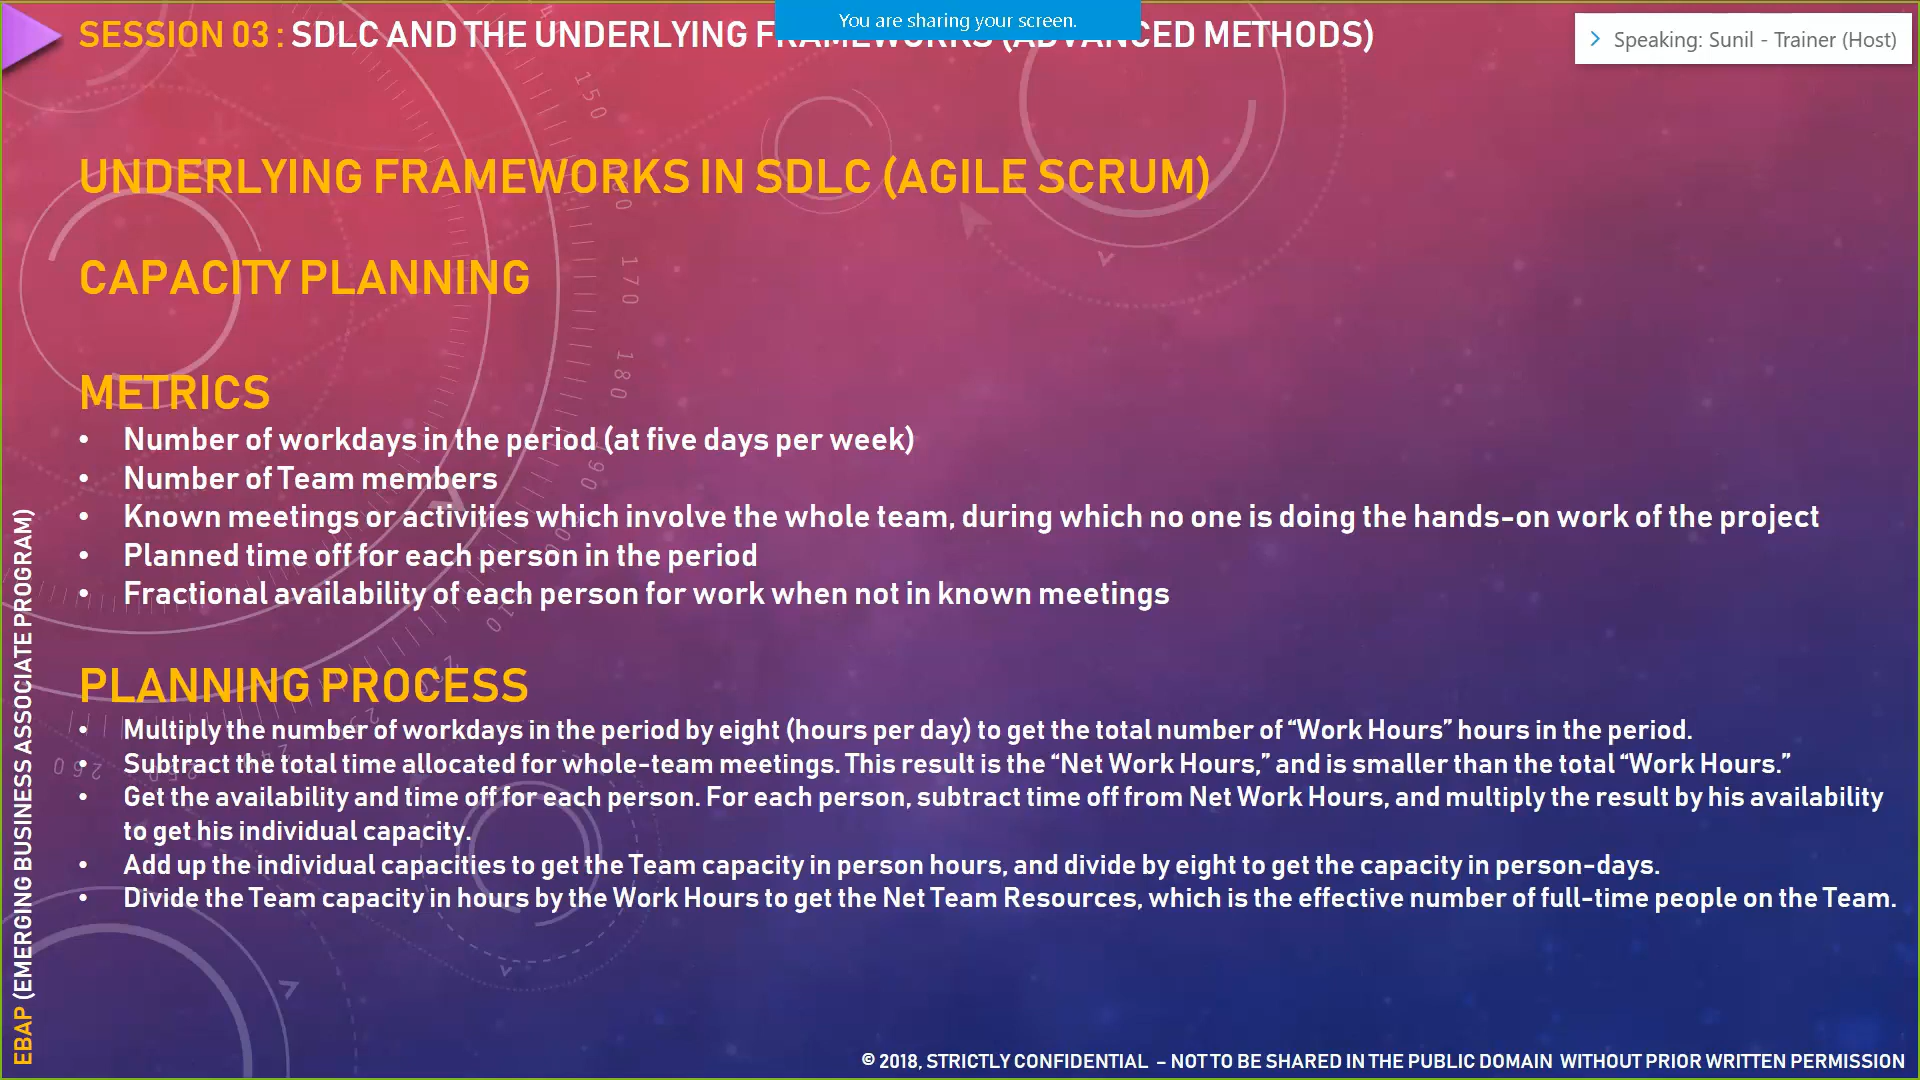 You are sharing your screen.
SESSION 03 : SDLC AND THE UNDERLYING FRAMEWORKS (ADVANCED METHODS)
Speaking: Sunil - Trainer (Host)
UNDERLYING FRAMEWORKS IN SDLC (AGILE SCRUM)
CAPACITY PLANNING
METRICS
• Number of workdays in the period (at five days per week)
• Number of Team members
• Known meetings or activities which involve the whole team, during which no one is doing the hands-on work of the project
• Planned time off for each person in the period
• Fractional availability of each person for work when not in known meetings
PLANNING PROCESS
• Multiply the number of workdays in the period by eight (hours per day) to get the total number of “Work Hours” hours in the period.
• Subtract the total time allocated for whole-team meetings. This result is the “Net Work Hours,” and is smaller than the total “Work Hours.”
• Get the availability and time off for each person. For each person, subtract time off from Net Work Hours, and multiply the result by his availability
to get his individual capacity.
• Add up the individual capacities to get the Team capacity in person hours, and divide by eight to get the capacity in person-days.
• Divide the Team capacity in hours by the Work Hours to get the Net Team Resources, which is the effective number of full-time people on the Team.
EBAP (EMERGING BUSINESS ASSOCIATE PROGRAM)
© 2018, STRICTLY CONFIDENTIAL – NOT TO BE SHARED IN THE PUBLIC DOMAIN WITHOUT PRIOR WRITTEN PERMISSION
150
170
180
190
210
260